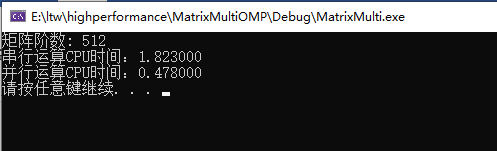 E:\ltw\highperformance\MatrixMultiOMP\Debug\MatrixMulti.exe
矩阵阶数: 512
串行运算CPU时间: 1.823000
并行运算CPU时间: 0.478000
请按任意键继续. . .